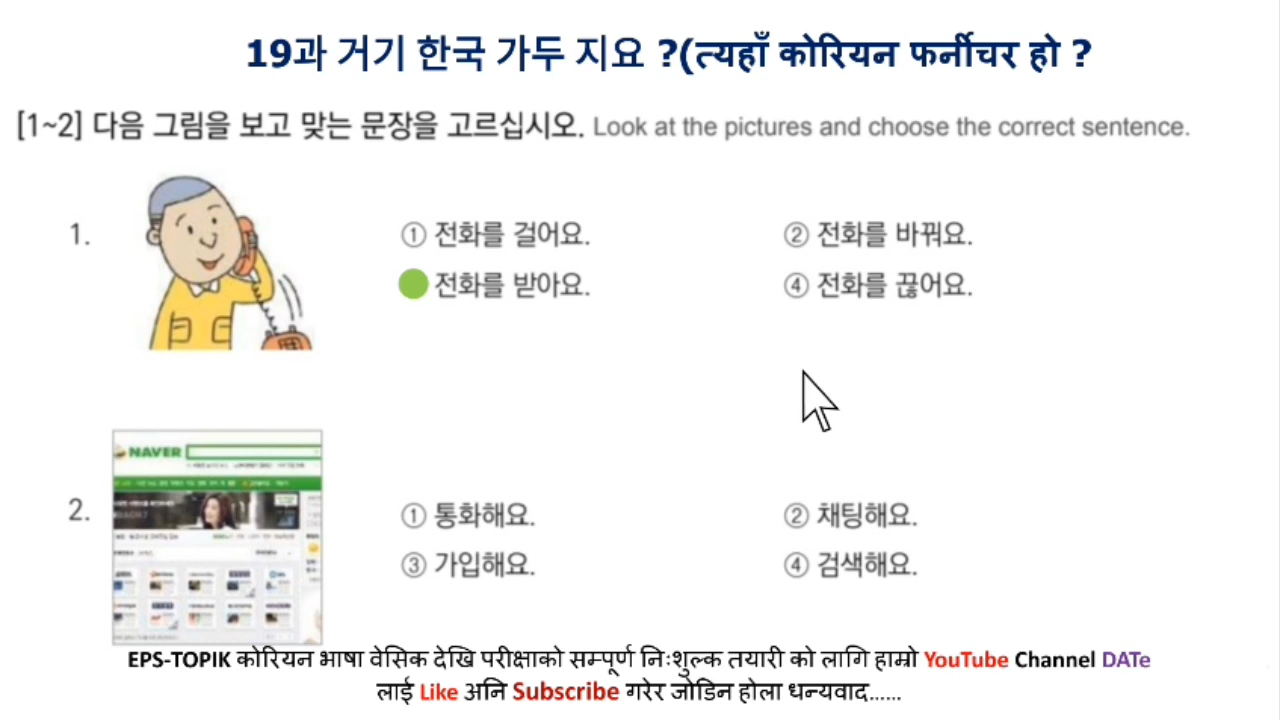 19과 거기 한국 가두 지요 ?(त्यहाँ कोरियन फर्नीचर हो ?
[1~2] 다음 그림을 보고 맞는 문장을 고르십시오. Look at the pictures and choose the correct sentence.
1.
① 전화를 걸어요. ② 전화를 바꿔요.
전화를 받아요. ④ 전화를 끊어요.
NAVER
2.
① 통화해요. ② 채팅해요.
③ 가입해요. ④ 검색해요.
EPS-TOPIK कोरियन भाषा वेसिक देखि परीक्षाको सम्पूर्ण निःशुल्क तयारी को लागि हाम्रो YouTube Channel DATe
लाई Like अनि Subscribe गरेर जोडिन होला धन्यवाद......